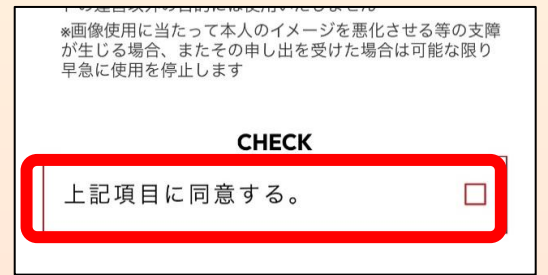 ※画像使用に当たって本人のイメージを悪化させる等の支障
が生じる場合、またその申し出を受けた場合は可能な限り
早急に使用を停止します
CHECK
上記項目に同意する。